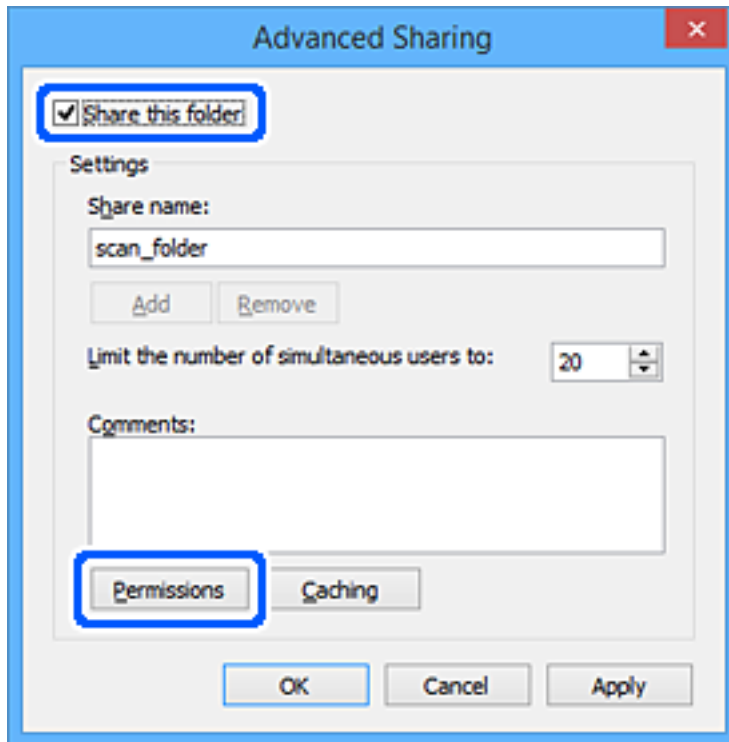 Advanced Sharing
Share this folder
Settings
Share name:
scan_folder
Add Remove
Limit the number of simultaneous users to: 20
Comments:
Permissions Caching
OK Cancel Apply